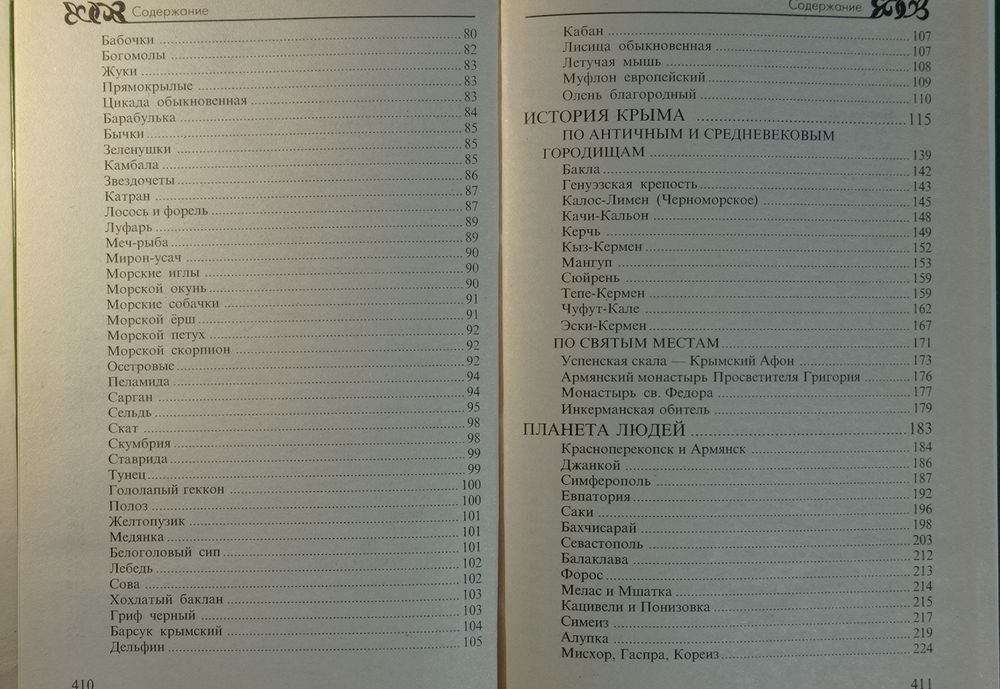 Содержание
Бабочки 80
Богомолы 82
Жуки 83
Прямокрылые 83
Цикада обыкновенная 83
Барабулька 84
Бычки 85
Зеленушки 85
Камбала 85
Звездочеты 86
Катран 87
Лосось и форель 87
Луфарь 89
Меч-рыба 89
Мирон-усач 90
Морские иглы 90
Морской окунь 90
Морские собачки 91
Морской ёрш 91
Морской петух 92
Морской скорпион 92
Осетровые 92
Пеламида 94
Сарган 94
Сельдь 95
Скат 98
Скумбрия 98
Ставрида 99
Тунец 99
Гололапый геккон 100
Полоз 100
Желтопузик 101
Медянка 101
Белоголовый сип 101
Лебедь 102
Сова 102
Хохлатый баклан 103
Гриф черный 103
Барсук крымский 104
Дельфин 105
410
Содержание
Кабан 107
Лисица обыкновенная 107
Летучая мышь 108
Муфлон европейский 109
Олень благородный 110
ИСТОРИЯ КРЫМА 115
ПО АНТИЧНЫМ И СРЕДНЕВЕКОВЫМ
ГОРОДИЩАМ 139
Бакла 142
Генуэзская крепость 143
Калос-Лимен (Черноморское) 145
Качи-Кальон 148
Керчь 149
Кыз-Кермен 152
Мангуп 153
Сюйрень 159
Тепе-Кермен 159
Чуфут-Кале 162
Эски-Кермен 167
ПО СВЯТЫМ МЕСТАМ 171
Успенская скала — Крымский Афон 173
Армянский монастырь Просветителя Григория 176
Монастырь св. Федора 177
Инкерманская обитель 179
ПЛАНЕТА ЛЮДЕЙ 183
Красноперекопск и Армянск 184
Джанкой 186
Симферополь 187
Евпатория 192
Саки 196
Бахчисарай 198
Севастополь 203
Балаклава 212
Форос 213
Мелас и Мшатка 214
Кацивели и Понизовка 215
Симеиз 217
Алупка 219
Мисхор, Гаспра, Кореиз 224
411